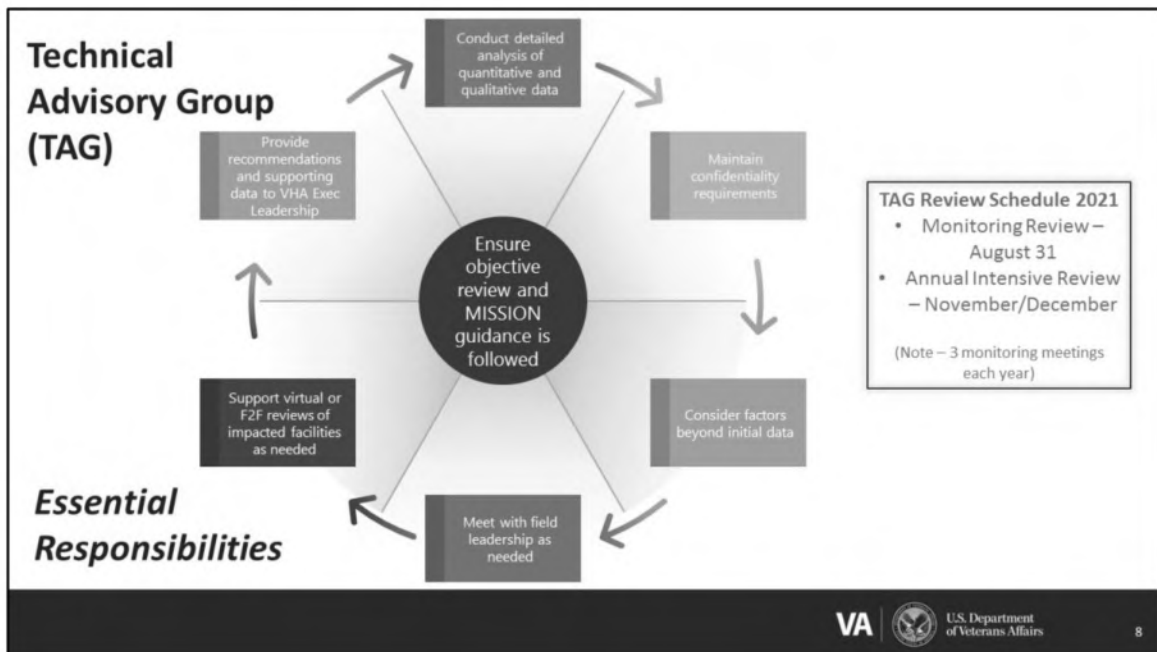 Technical
Advisory Group
(TAG)
Conduct detailed
analysis of
quantitative and
qualitative data
Maintain
confidentiality
requirements
Consider factors
beyond initial data
Meet with field
leadership as
needed
Support virtual or
F2F reviews of
impacted facilities
as needed
Provide
recommendations
and supporting
data to VHA Exec
Leadership
Ensure
objective
review and
MISSION
guidance is
followed
TAG Review Schedule 2021
• Monitoring Review –
August 31
• Annual Intensive Review
– November/December
(Note – 3 monitoring meetings
each year)
Essential
Responsibilities
VA
U.S. Department
of Veterans Affairs
8